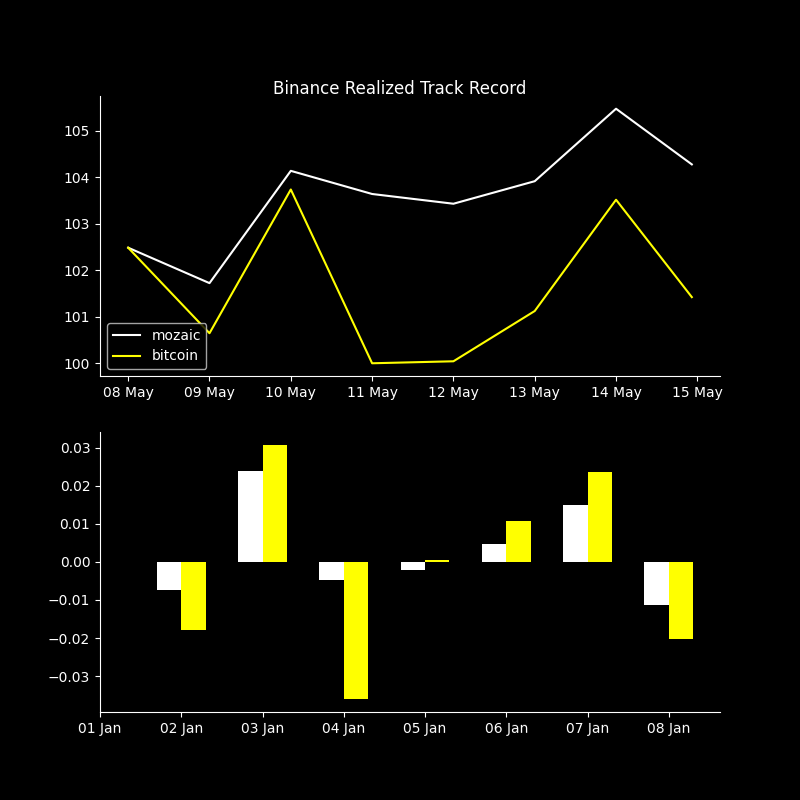 Binance Realized Track Record
105
104
103
102
101
100
mozaic
bitcoin
08 May 09 May 10 May 11 May 12 May 13 May 14 May 15 May
0.03
0.02
0.01
0.00
−0.01
−0.02
−0.03
01 Jan 02 Jan 03 Jan 04 Jan 05 Jan 06 Jan 07 Jan 08 Jan